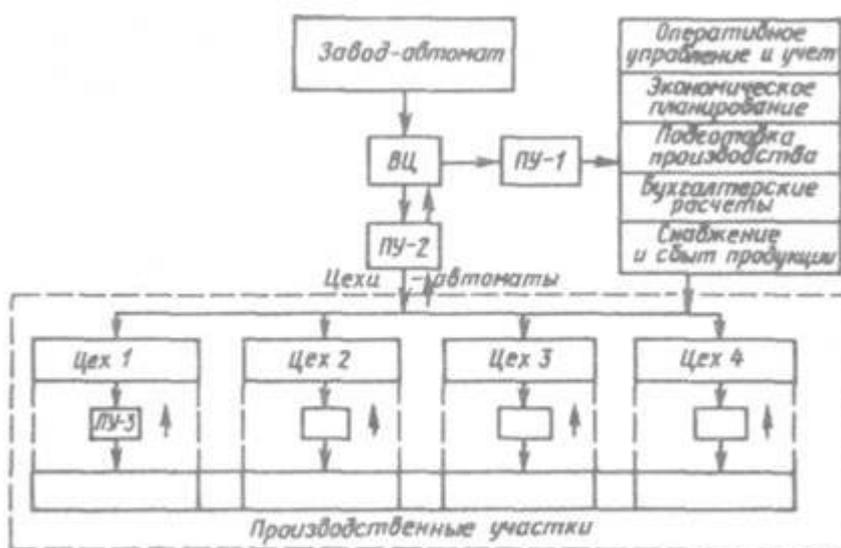 Завод-автомат
Оперативное
управление и учет
Экономическое
планирование
Подготовка
производства
Бухгалтерские
расчеты
Снабжение
и сбыт продукции
ВЦ
ПУ-1
ПУ-2
Цехи - автоматы
Цех 1
Цех 2
Цех 3
Цех 4
ПУ-3
Производственные участки